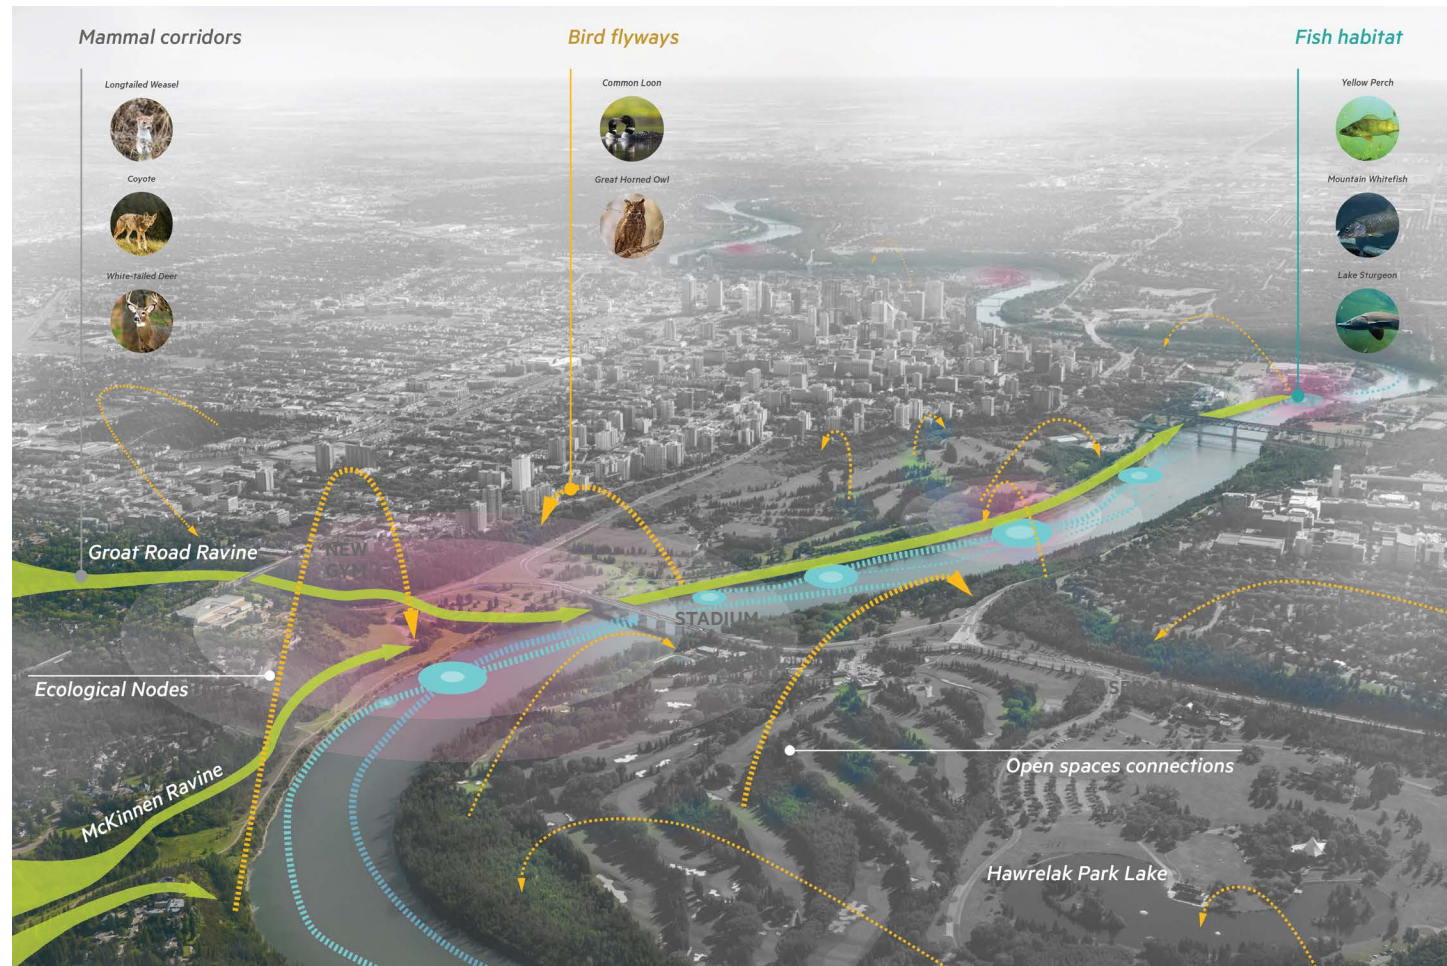 Mammal corridors
Bird flyways
Fish habitat
Longtailed Weasel
Coyote
White-tailed Deer
Common Loon
Great Horned Owl
Yellow Perch
Mountain Whitefish
Lake Sturgeon
Groat Road Ravine
NEW
GYM
STADIUM
Ecological Nodes
McKinnen Ravine
Open spaces connections
Hawrelak Park Lake